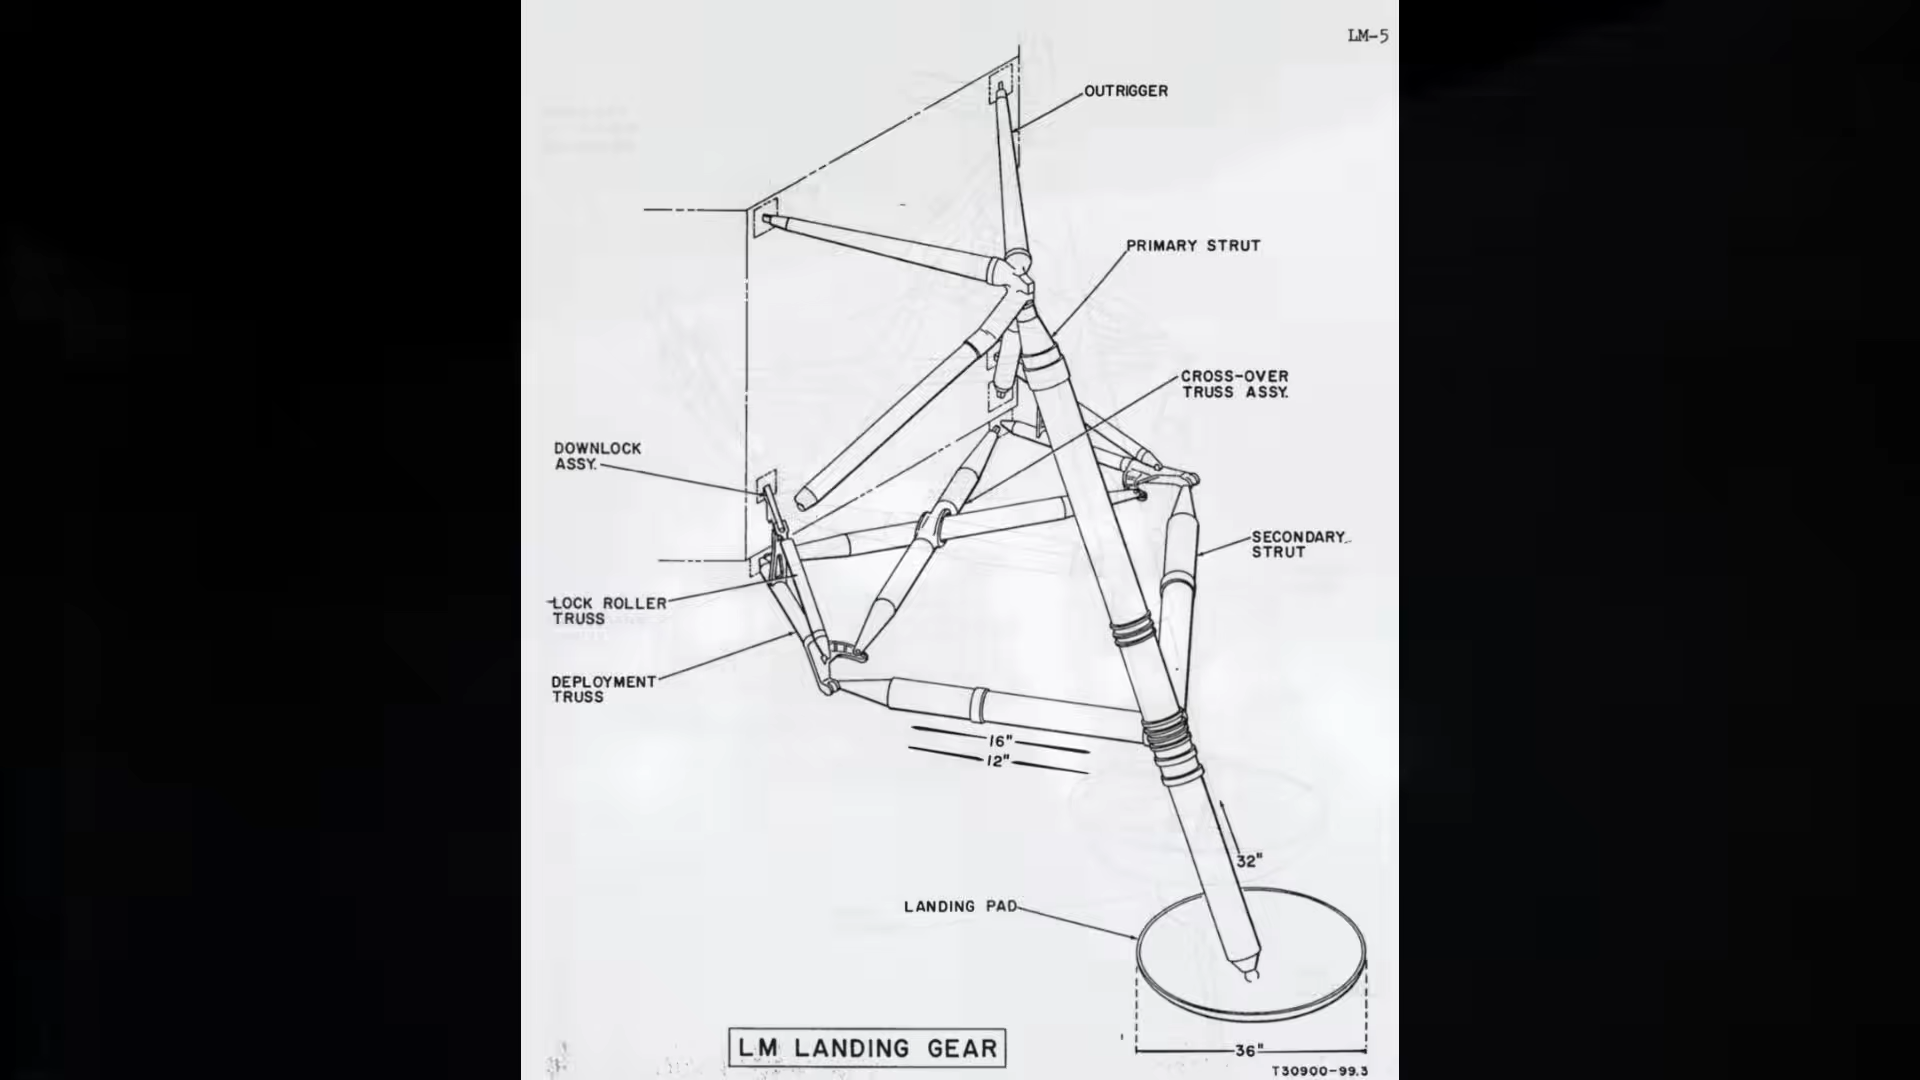 LM-5
OUTRIGGER
PRIMARY STRUT
CROSS-OVER
TRUSS ASSY.
DOWNLOCK
ASSY.
SECONDARY
STRUT
LOCK ROLLER
TRUSS
DEPLOYMENT
TRUSS
16"
12"
32"
LANDING PAD
36"
LM LANDING GEAR
T30900-99.3